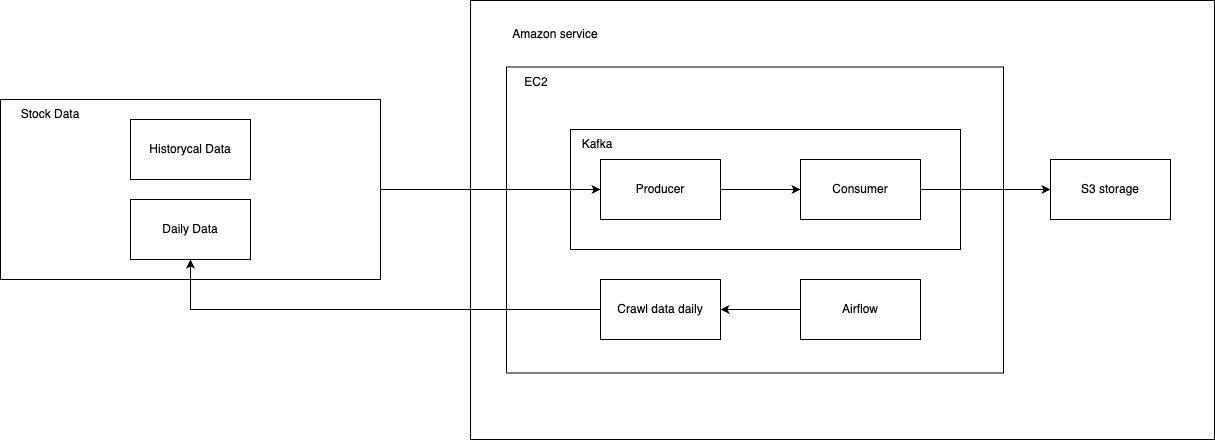 Amazon service
EC2
Stock Data
Historycal Data
Daily Data
Kafka
Producer
Consumer
S3 storage
Crawl data daily
Airflow